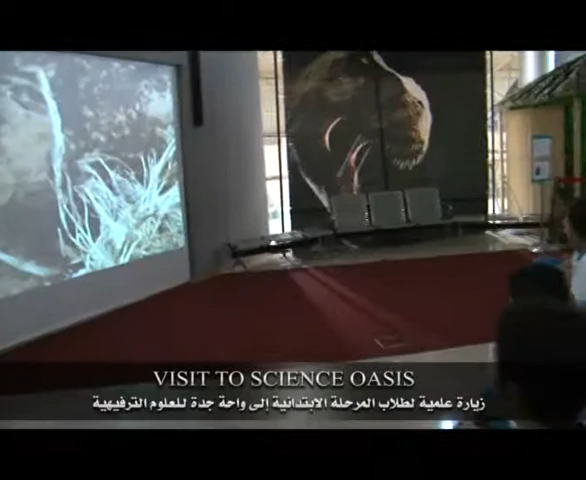 VISIT TO SCIENCE OASIS
زيارة علمية لطلاب المرحلة الابتدائية إلى واحة جدة للعلوم الترفيهية